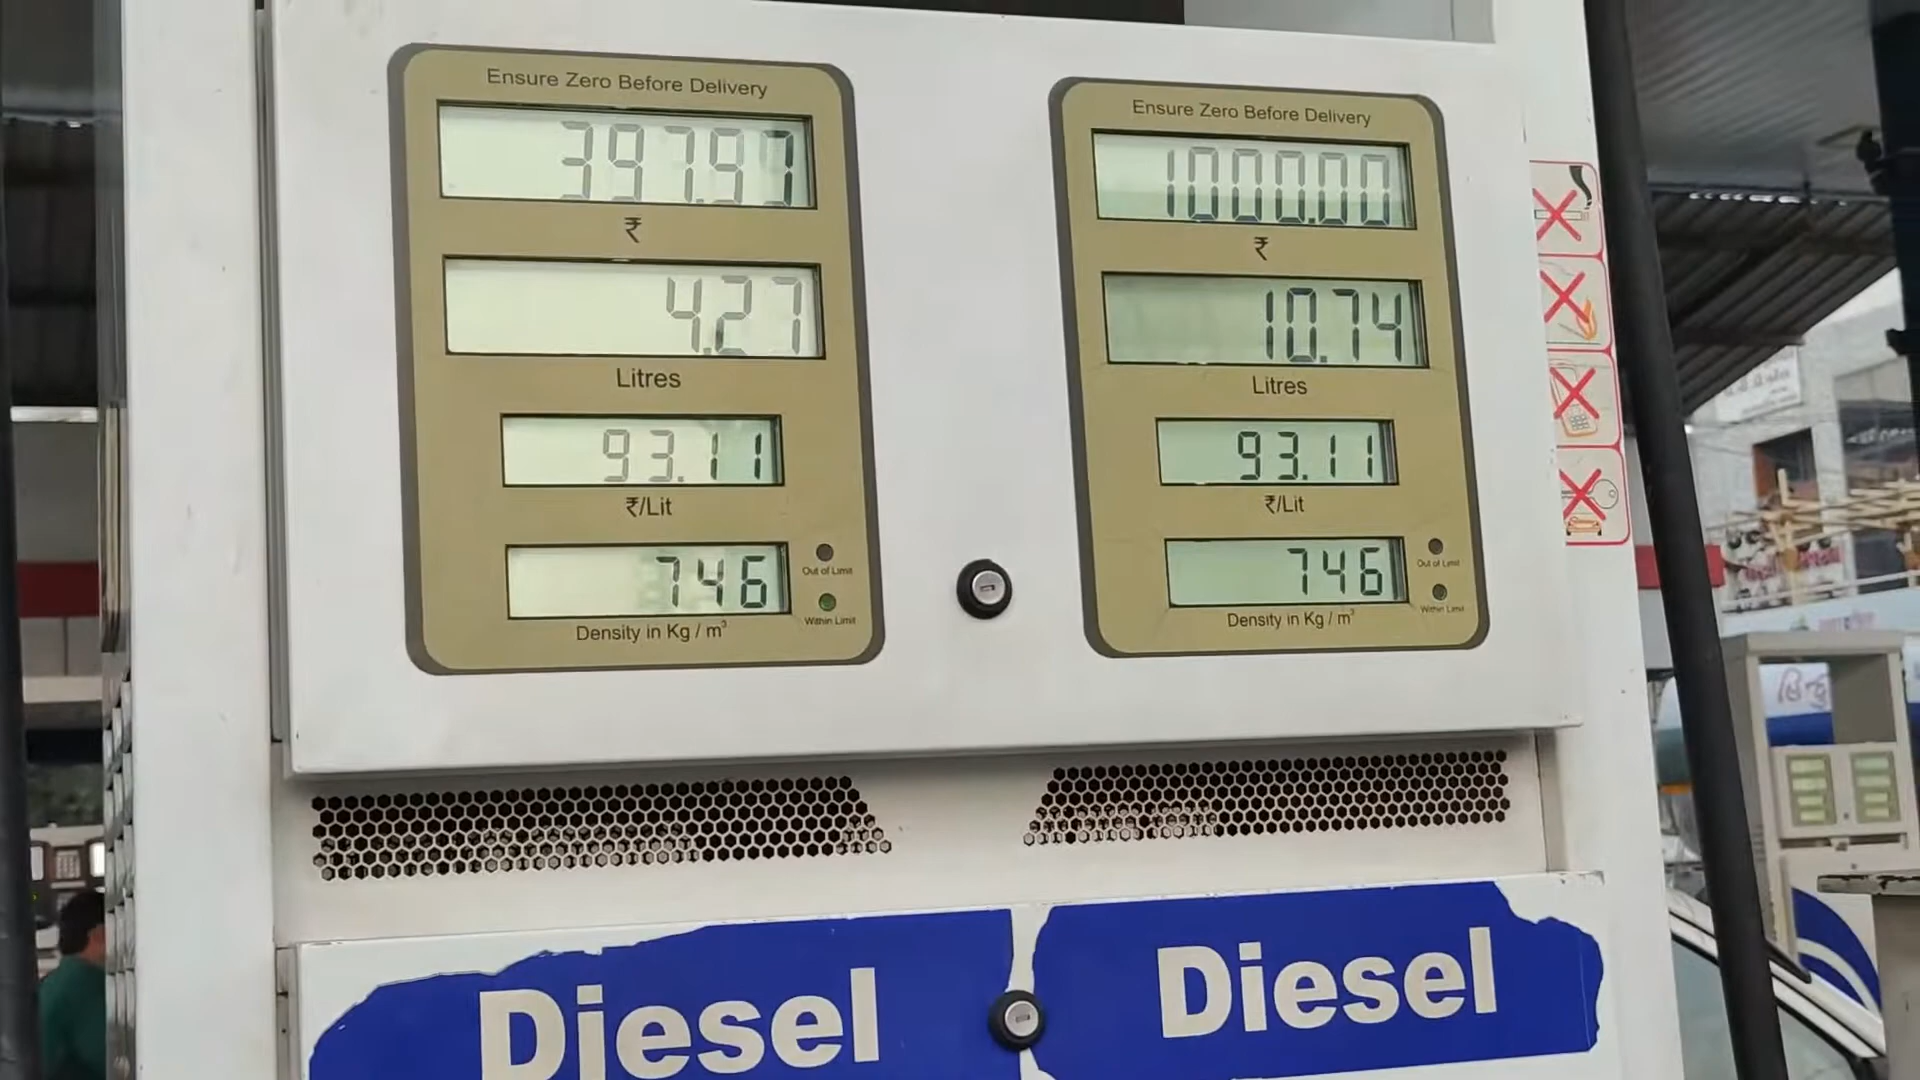 Ensure Zero Before Delivery
397.97
₹
4.27
Litres
93.11
₹/Lit
746
Out of Limit
Within Limit
Density in Kg / m³
Ensure Zero Before Delivery
1000.00
₹
10.74
Litres
93.11
₹/Lit
746
Out of Limit
Within Limit
Density in Kg / m³
Diesel
Diesel